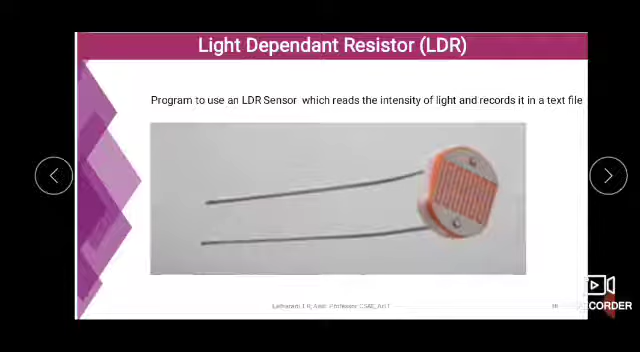 Light Dependant Resistor (LDR)
Program to use an LDR Sensor which reads the intensity of light and records it in a text file
CORDER